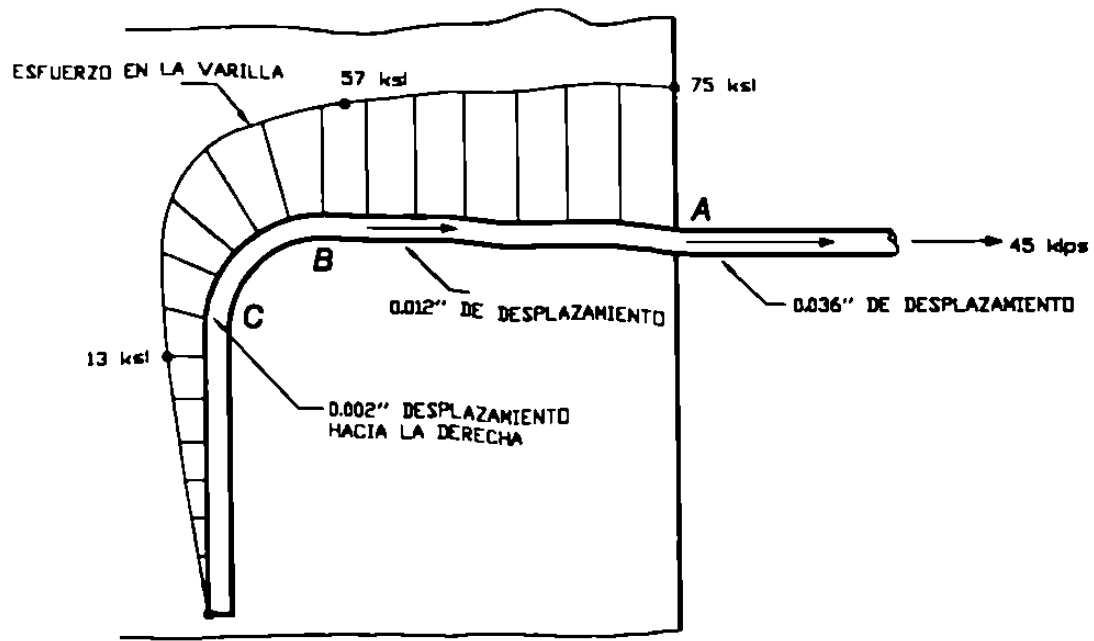 ESFUERZO EN LA VARILLA
57 ksi
75 ksi
A
45 kips
B
0.012" DE DESPLAZAMIENTO
0.036" DE DESPLAZAMIENTO
C
13 ksi
0.002" DESPLAZAMIENTO
HACIA LA DERECHA